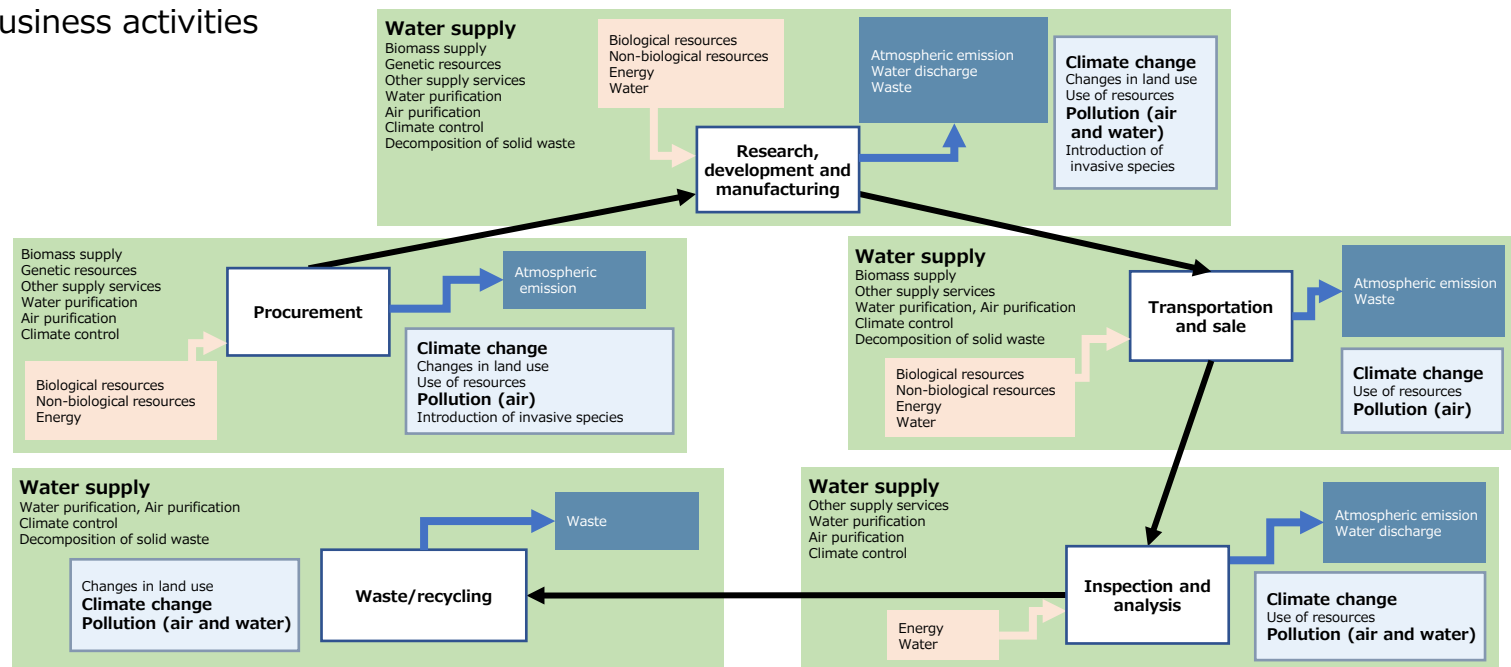 usiness activities
Water supply
Biomass supply
Genetic resources
Other supply services
Water purification
Air purification
Climate control
Decomposition of solid waste
Biological resources
Non-biological resources
Energy
Water
Research,
development and
manufacturing
Atmospheric emission
Water discharge
Waste
Climate change
Changes in land use
Use of resources
Pollution (air
and water)
Introduction of
invasive species
Biomass supply
Genetic resources
Other supply services
Water purification
Air purification
Climate control
Biological resources
Non-biological resources
Energy
Procurement
Atmospheric
emission
Climate change
Changes in land use
Use of resources
Pollution (air)
Introduction of invasive species
Water supply
Biomass supply
Other supply services
Water purification, Air purification
Climate control
Decomposition of solid waste
Biological resources
Non-biological resources
Energy
Water
Transportation
and sale
Atmospheric emission
Waste
Climate change
Use of resources
Pollution (air)
Water supply
Water purification, Air purification
Climate control
Decomposition of solid waste
Changes in land use
Climate change
Pollution (air and water)
Waste/recycling
Waste
Water supply
Other supply services
Water purification
Air purification
Climate control
Energy
Water
Inspection and
analysis
Atmospheric emission
Water discharge
Climate change
Use of resources
Pollution (air and water)